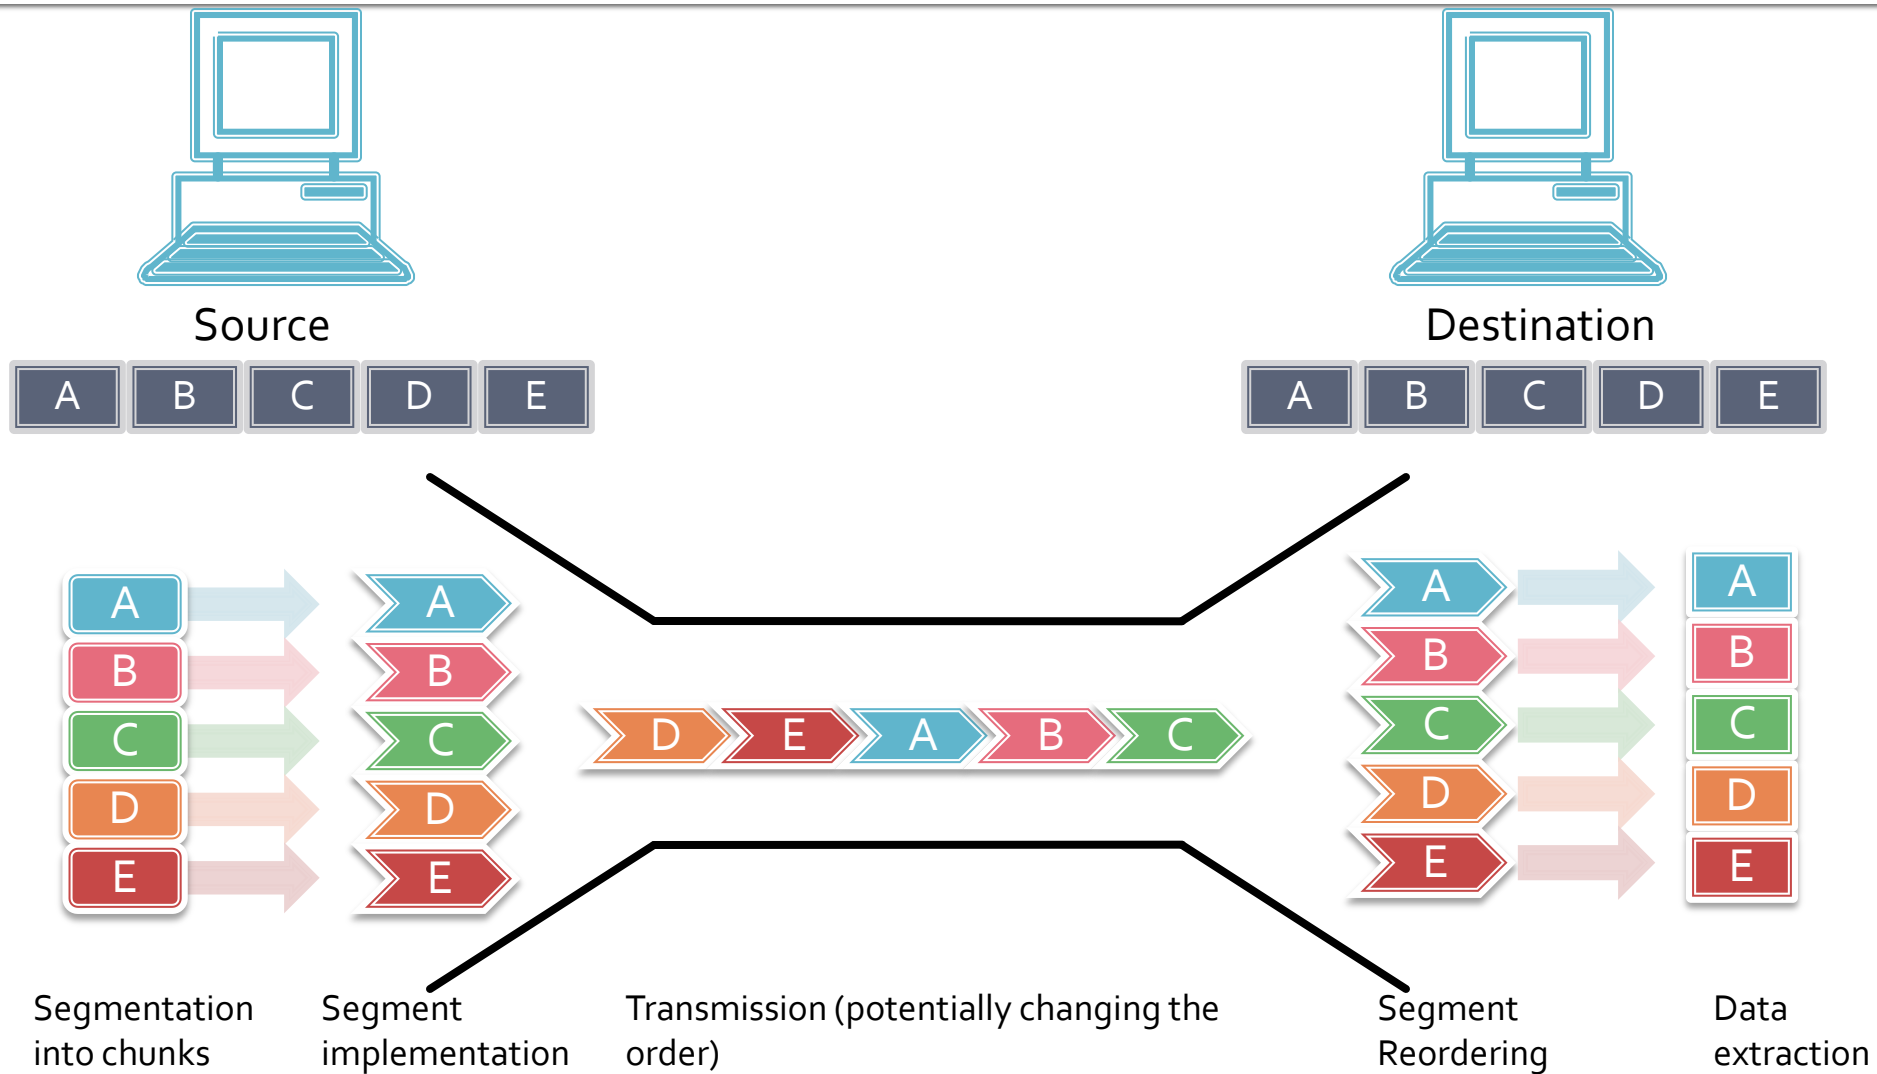 Source
Destination
A B C D E
A B C D E
A
B
C
D
E
A
B
C
D
E
D E A B C
A
B
C
D
E
A
B
C
D
E
Segmentation
into chunks
Segment
implementation
Transmission (potentially changing the
order)
Segment
Reordering
Data
extraction